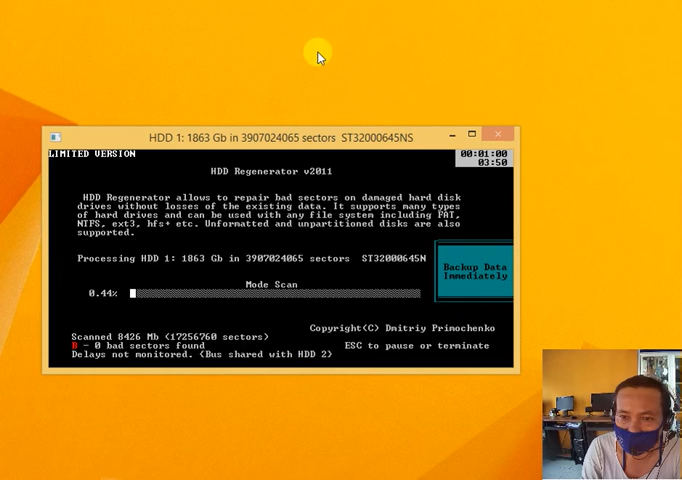 HDD 1: 1863 Gb in 3907024065 sectors ST32000645NS
LIMITED VERSION
00:01:00
03:50
HDD Regenerator v2011
HDD Regenerator allows to repair bad sectors on damaged hard disk
drives without losses of the existing data. It supports many types
of hard drives and can be used with any file system including FAT,
NTFS, ext3, hfs+ etc. Unformatted and unpartitioned disks are also
supported.
Processing HDD 1: 1863 Gb in 3907024065 sectors ST32000645N
Backup Data
Immediately
Mode Scan
0.44%
Copyright(C) Dmitriy Primochenko
Scanned 8426 Mb (17256760 sectors)
B - 0 bad sectors found
ESC to pause or terminate
Delays not monitored. (Bus shared with HDD 2)